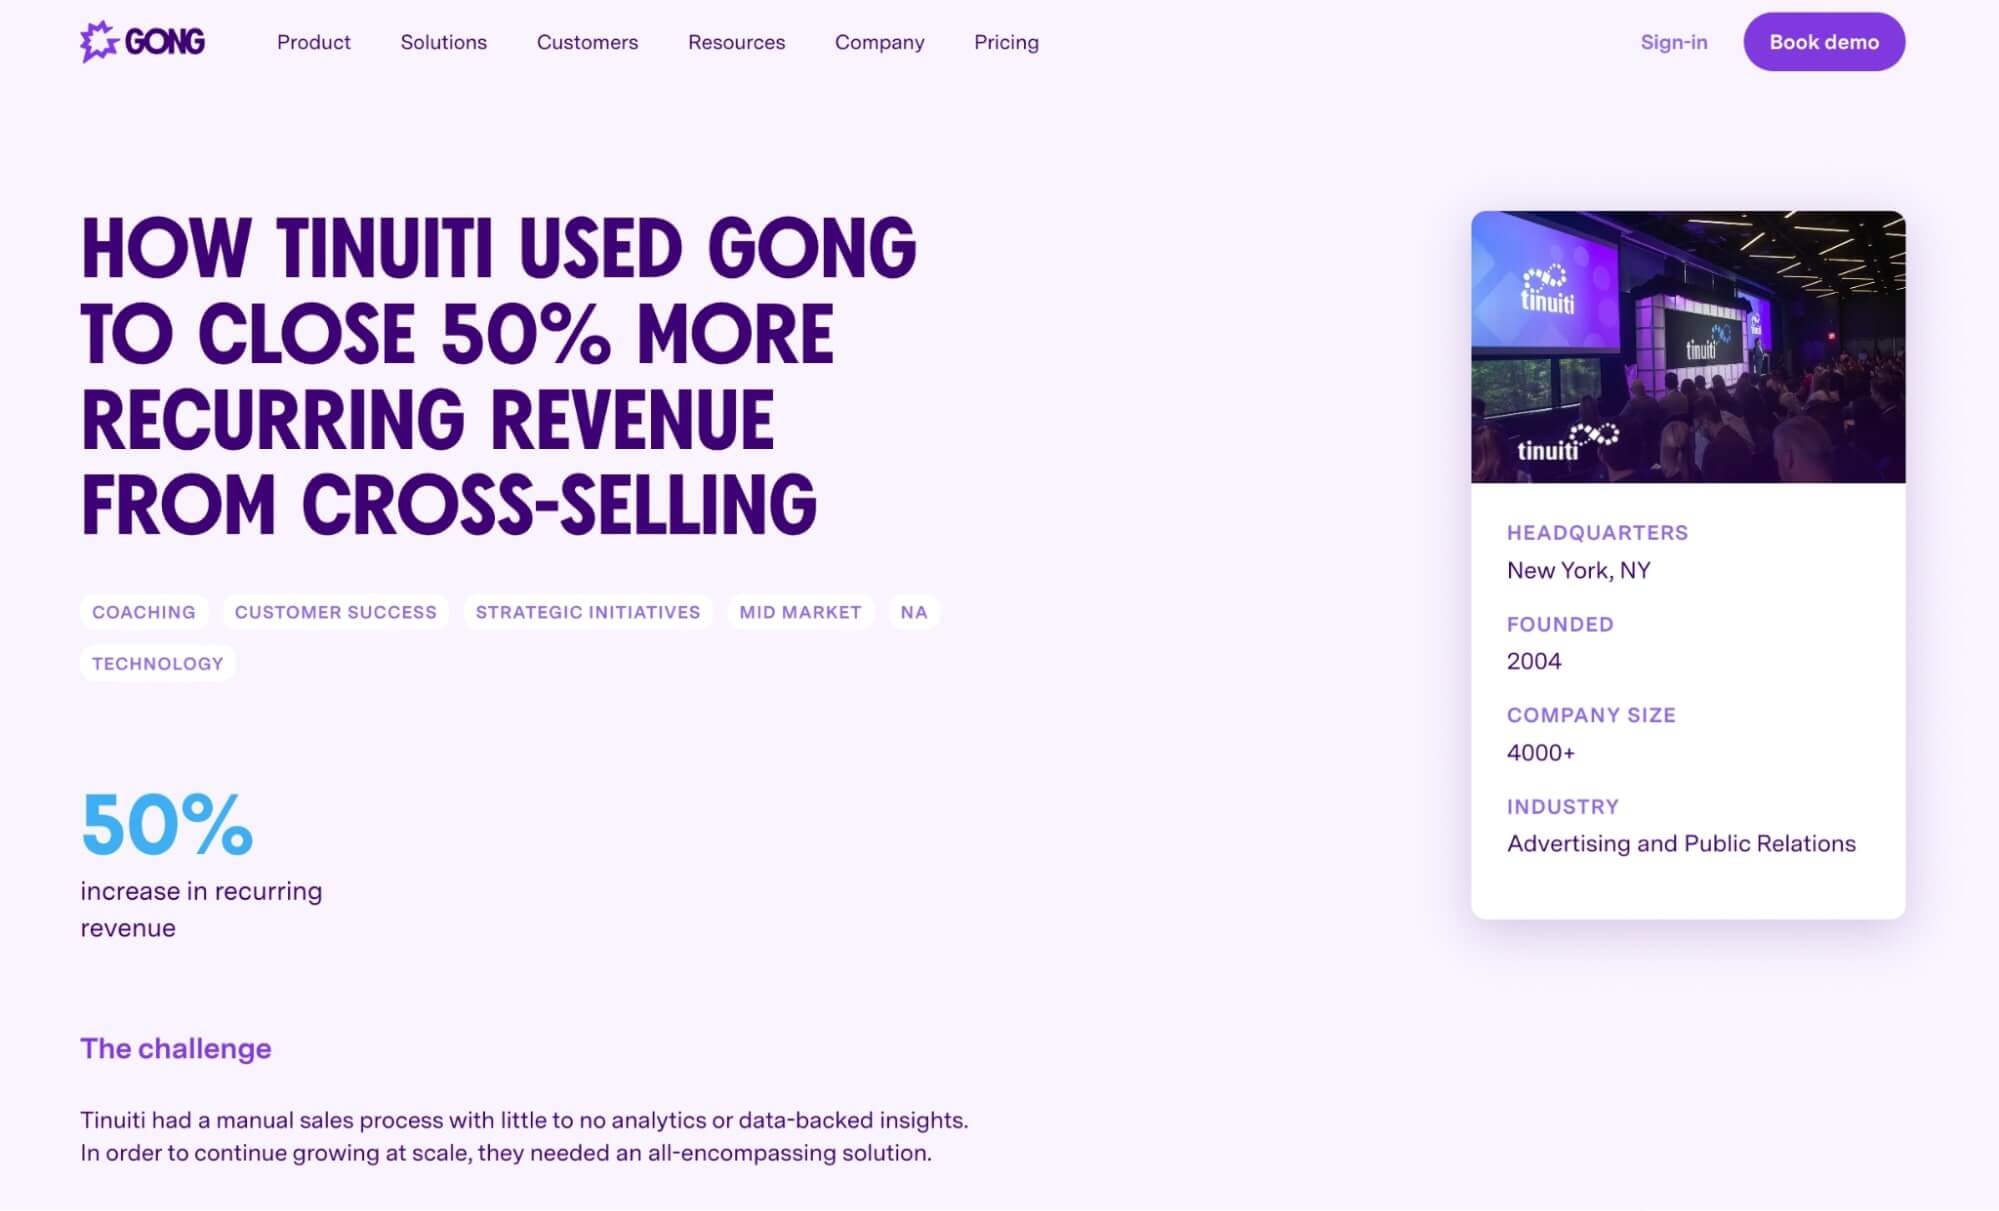 GONG
Product
Solutions
Customers
Resources
Company
Pricing
Sign-in
Book demo
HOW TINUITI USED GONG
TO CLOSE 50% MORE
RECURRING REVENUE
FROM CROSS-SELLING
COACHING
CUSTOMER SUCCESS
STRATEGIC INITIATIVES
MID MARKET
NA
TECHNOLOGY
50%
increase in recurring
revenue
The challenge
Tinuiti had a manual sales process with little to no analytics or data-backed insights.
In order to continue growing at scale, they needed an all-encompassing solution.
tinuiti
tinuiti
tinuiti
HEADQUARTERS
New York, NY
FOUNDED
2004
COMPANY SIZE
4000+
INDUSTRY
Advertising and Public Relations